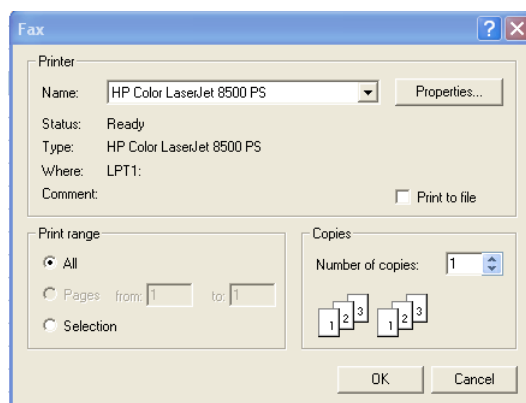 Fax
Printer
Name: HP Color LaserJet 8500 PS Properties...
Status: Ready
Type: HP Color LaserJet 8500 PS
Where: LPT1:
Comment: Print to file
Print range
All
Pages from: 1 to: 1
Selection
Copies
Number of copies: 1
1 2 3 1 2 3
OK Cancel